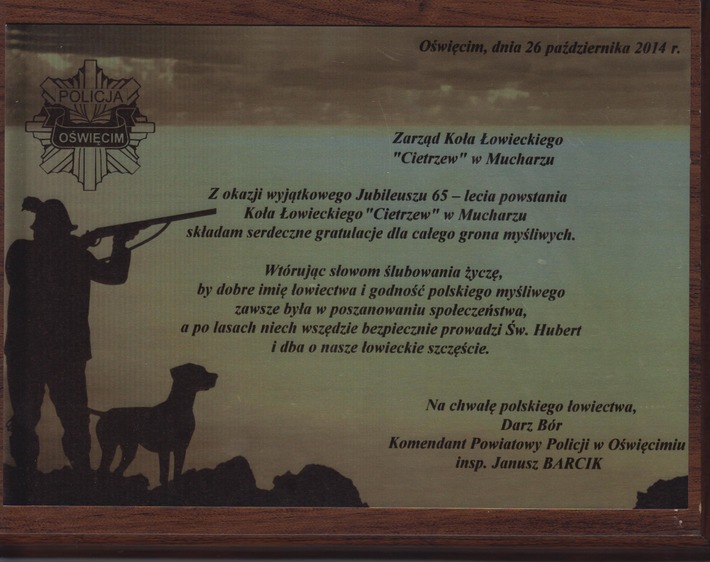 Oświęcim, dnia 26 października 2014 r.
POLICJA
OŚWIĘCIM
Zarząd Koła Łowieckiego
"Cietrzew" w Mucharzu
Z okazji wyjątkowego Jubileuszu 65 – lecia powstania
Koła Łowieckiego "Cietrzew" w Mucharzu
składam serdeczne gratulacje dla całego grona myśliwych.
Wtórując słowom ślubowania życzę,
by dobre imię łowiectwa i godność polskiego myśliwego
zawsze była w poszanowaniu społeczeństwa,
a po lasach niech wszędzie bezpiecznie prowadzi Św. Hubert
i dba o nasze łowieckie szczęście.
Na chwałę polskiego łowiectwa,
Darz Bór
Komendant Powiatowy Policji w Oświęcimiu
insp. Janusz BARCIK